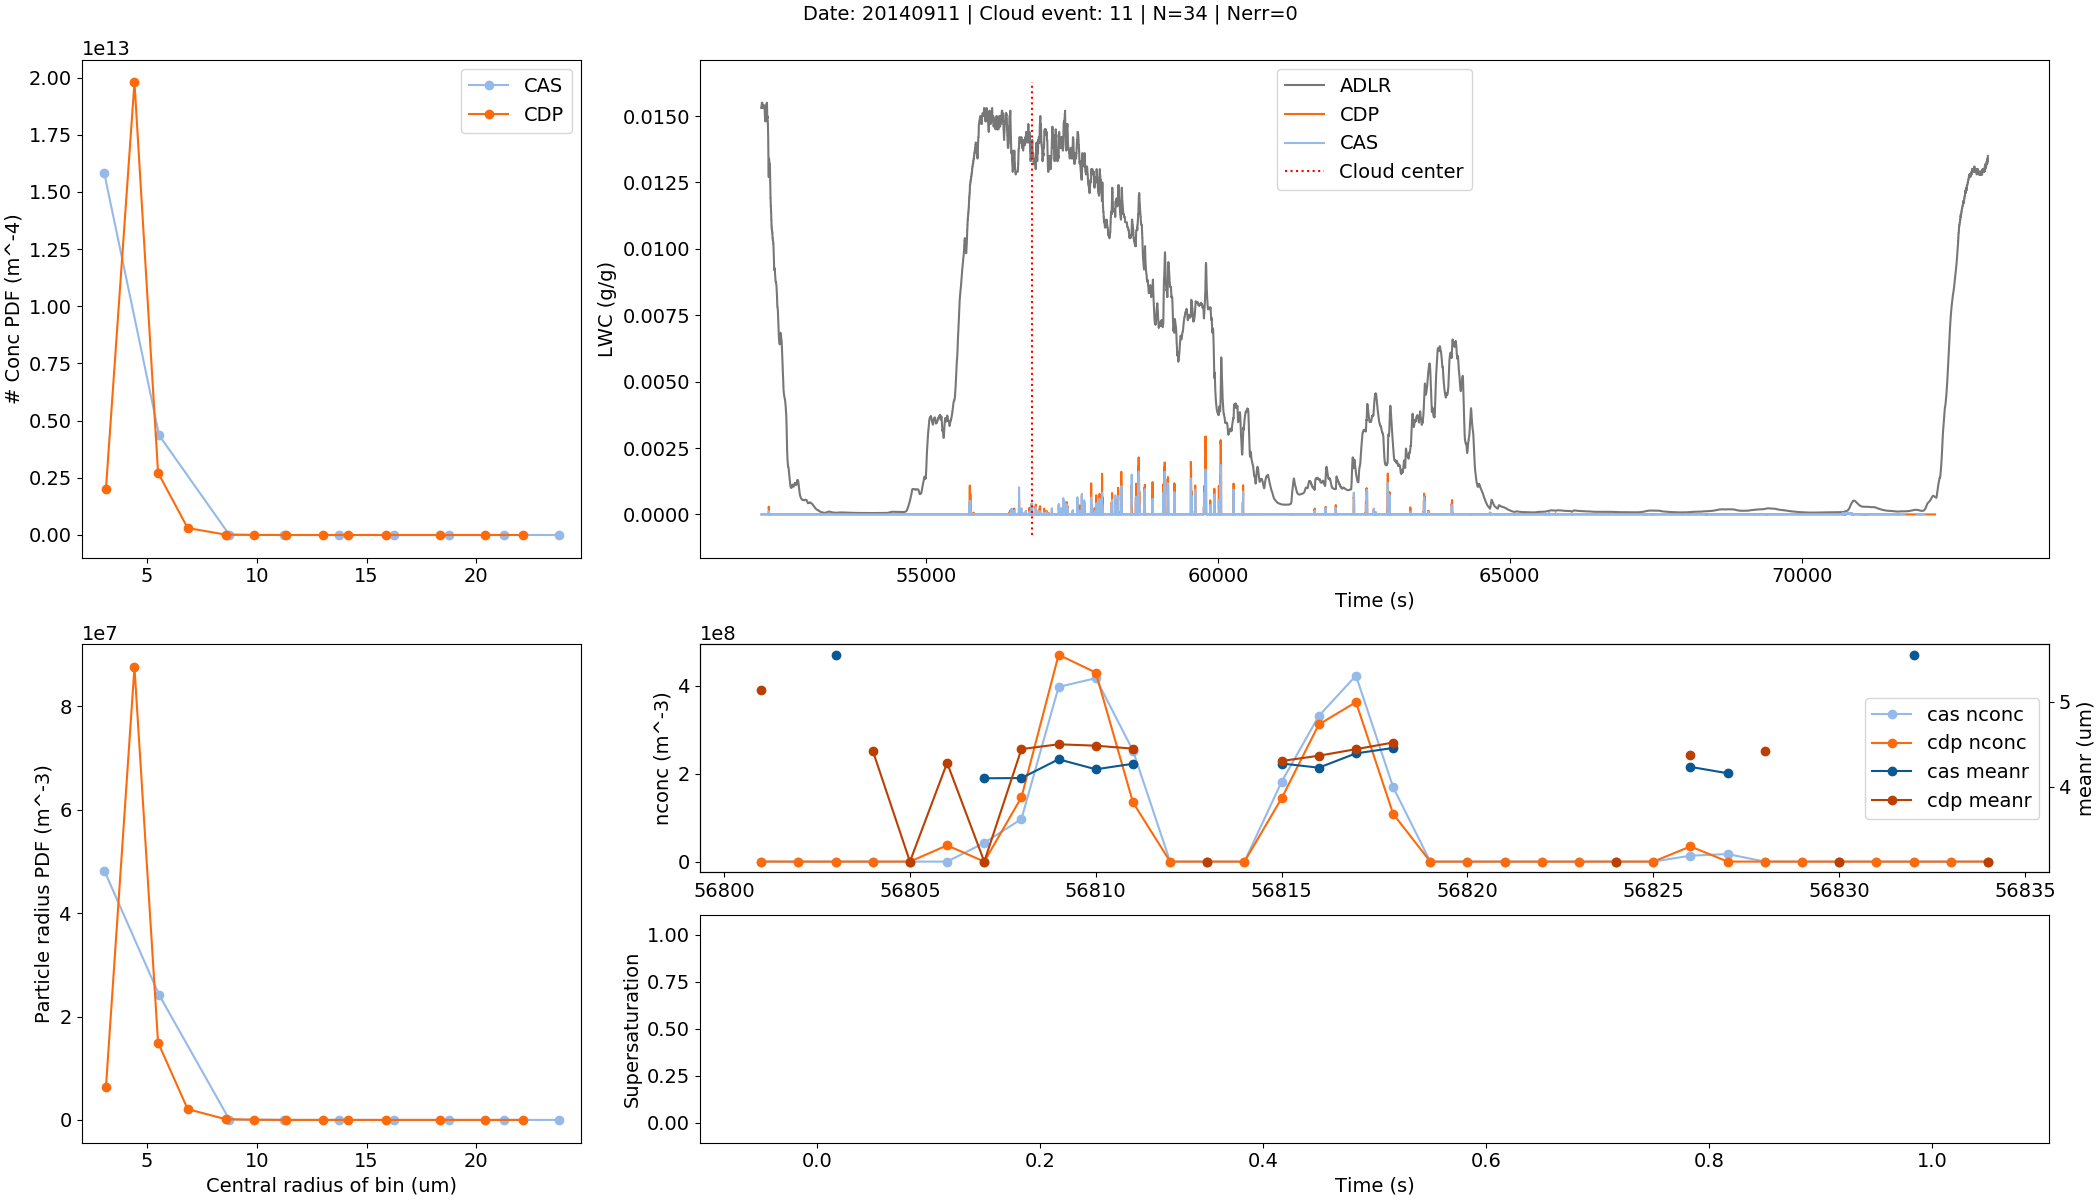 Date: 20140911 | Cloud event: 11 | N=34 | Nerr=0
1e13
# Conc PDF (m^-4)
2.00
1.75
1.50
1.25
1.00
0.75
0.50
0.25
0.00
5 10 15 20
CAS
CDP
LWC (g/g)
0.0150
0.0125
0.0100
0.0075
0.0050
0.0025
0.0000
55000 60000 65000 70000
Time (s)
ADLR
CDP
CAS
Cloud center
1e7
Particle radius PDF (m^-3)
8
6
4
2
0
5 10 15 20
Central radius of bin (um)
1e8
nconc (m^-3)
4
2
0
56800 56805 56810 56815 56820 56825 56830 56835
cas nconc
cdp nconc
cas meanr
cdp meanr
5
4
meanr (um)
Supersaturation
1.00
0.75
0.50
0.25
0.00
0.0 0.2 0.4 0.6 0.8 1.0
Time (s)